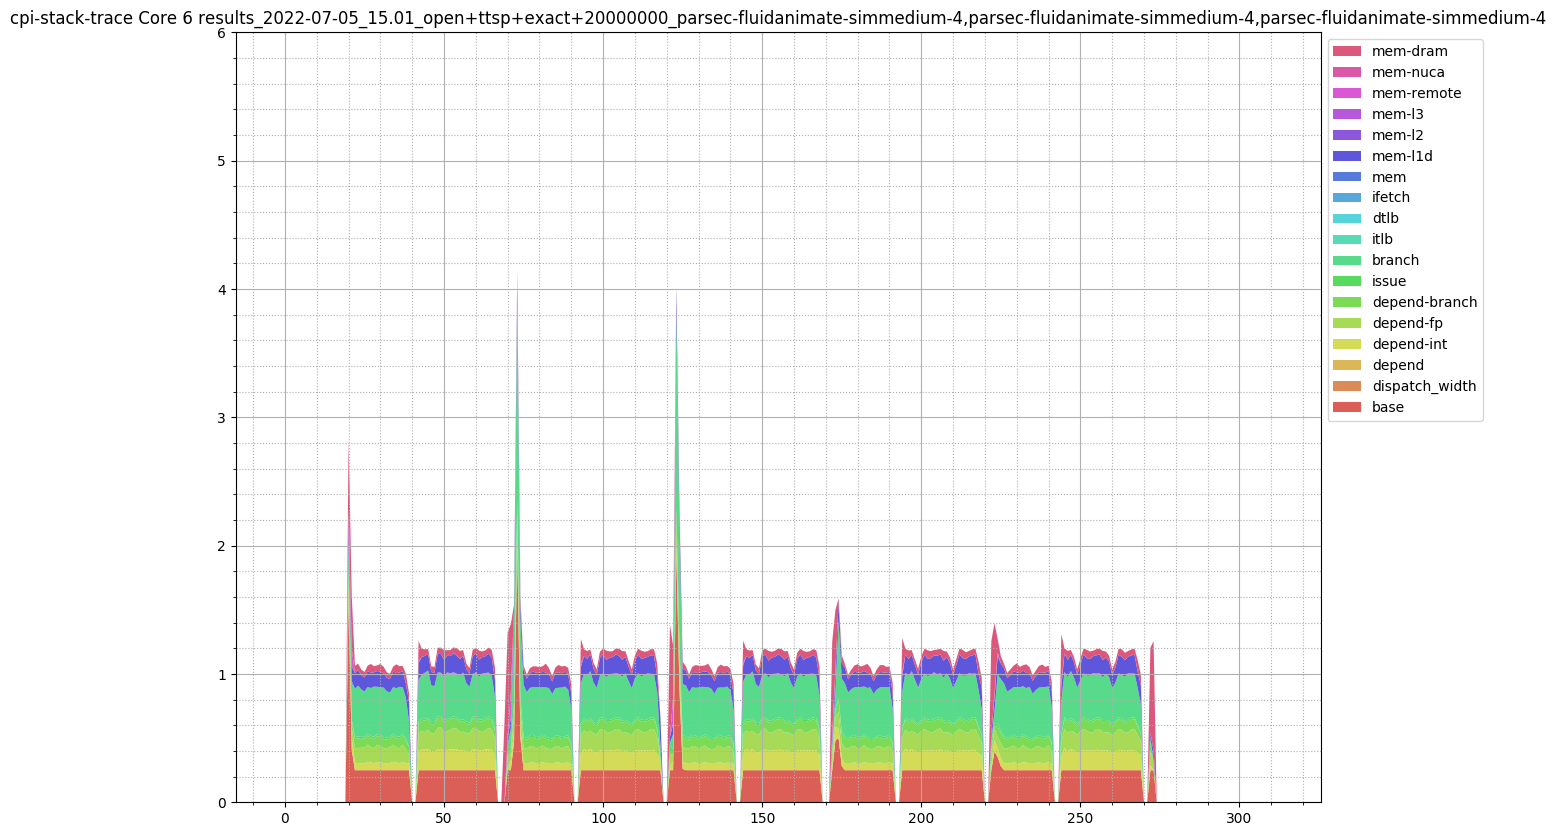 cpi-stack-trace Core 6 results_2022-07-05_15.01_open+ttsp+exact+20000000_parsec-fluidanimate-simmedium-4,parsec-fluidanimate-simmedium-4,parsec-fluidanimate-simmedium-4
6
5
4
3
2
1
0
0 50 100 150 200 250 300
mem-dram
mem-nuca
mem-remote
mem-l3
mem-l2
mem-l1d
mem
ifetch
dtlb
itlb
branch
issue
depend-branch
depend-fp
depend-int
depend
dispatch_width
base